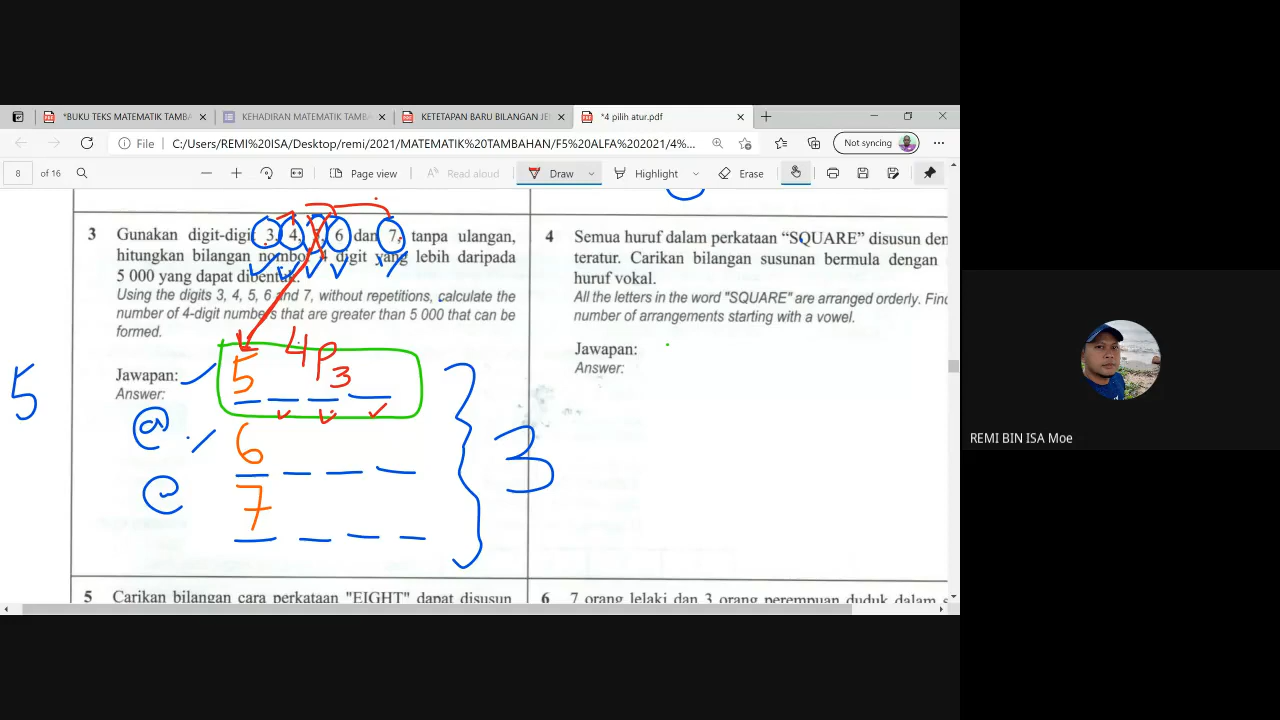 *BUKU TEKS MATEMATIK TAMBA
KEHADIRAN MATEMATIK TAMBA
KETETAPAN BARU BILANGAN JE
*4 pilih atur.pdf
File
C:/Users/REMI%20ISA/Desktop/remi/2021/MATEMATIK%20TAMBAHAN/F5%20ALFA%202021/4%...
Not syncing
8 of 16
Page view
Read aloud
Draw
Highlight
Erase
3 Gunakan digit-digit 3, 4, 5, 6 dan 7, tanpa ulangan,
hitungkan bilangan nombor 4 digit yang lebih daripada
5 000 yang dapat dibentuk.
Using the digits 3, 4, 5, 6 and 7, without repetitions, calculate the
number of 4-digit numbers that are greater than 5 000 that can be
formed.
4P3
Jawapan:
Answer:
5
5
@
6
@
7
3
4 Semua huruf dalam perkataan “SQUARE” disusun den
teratur. Carikan bilangan susunan bermula dengan
huruf vokal.
All the letters in the word "SQUARE" are arranged orderly. Find
number of arrangements starting with a vowel.
Jawapan:
Answer:
5 Carikan bilangan cara perkataan "EIGHT" dapat disusun
6 7 orang lelaki dan 3 orang perempuan duduk dalam s
REMI BIN ISA Moe